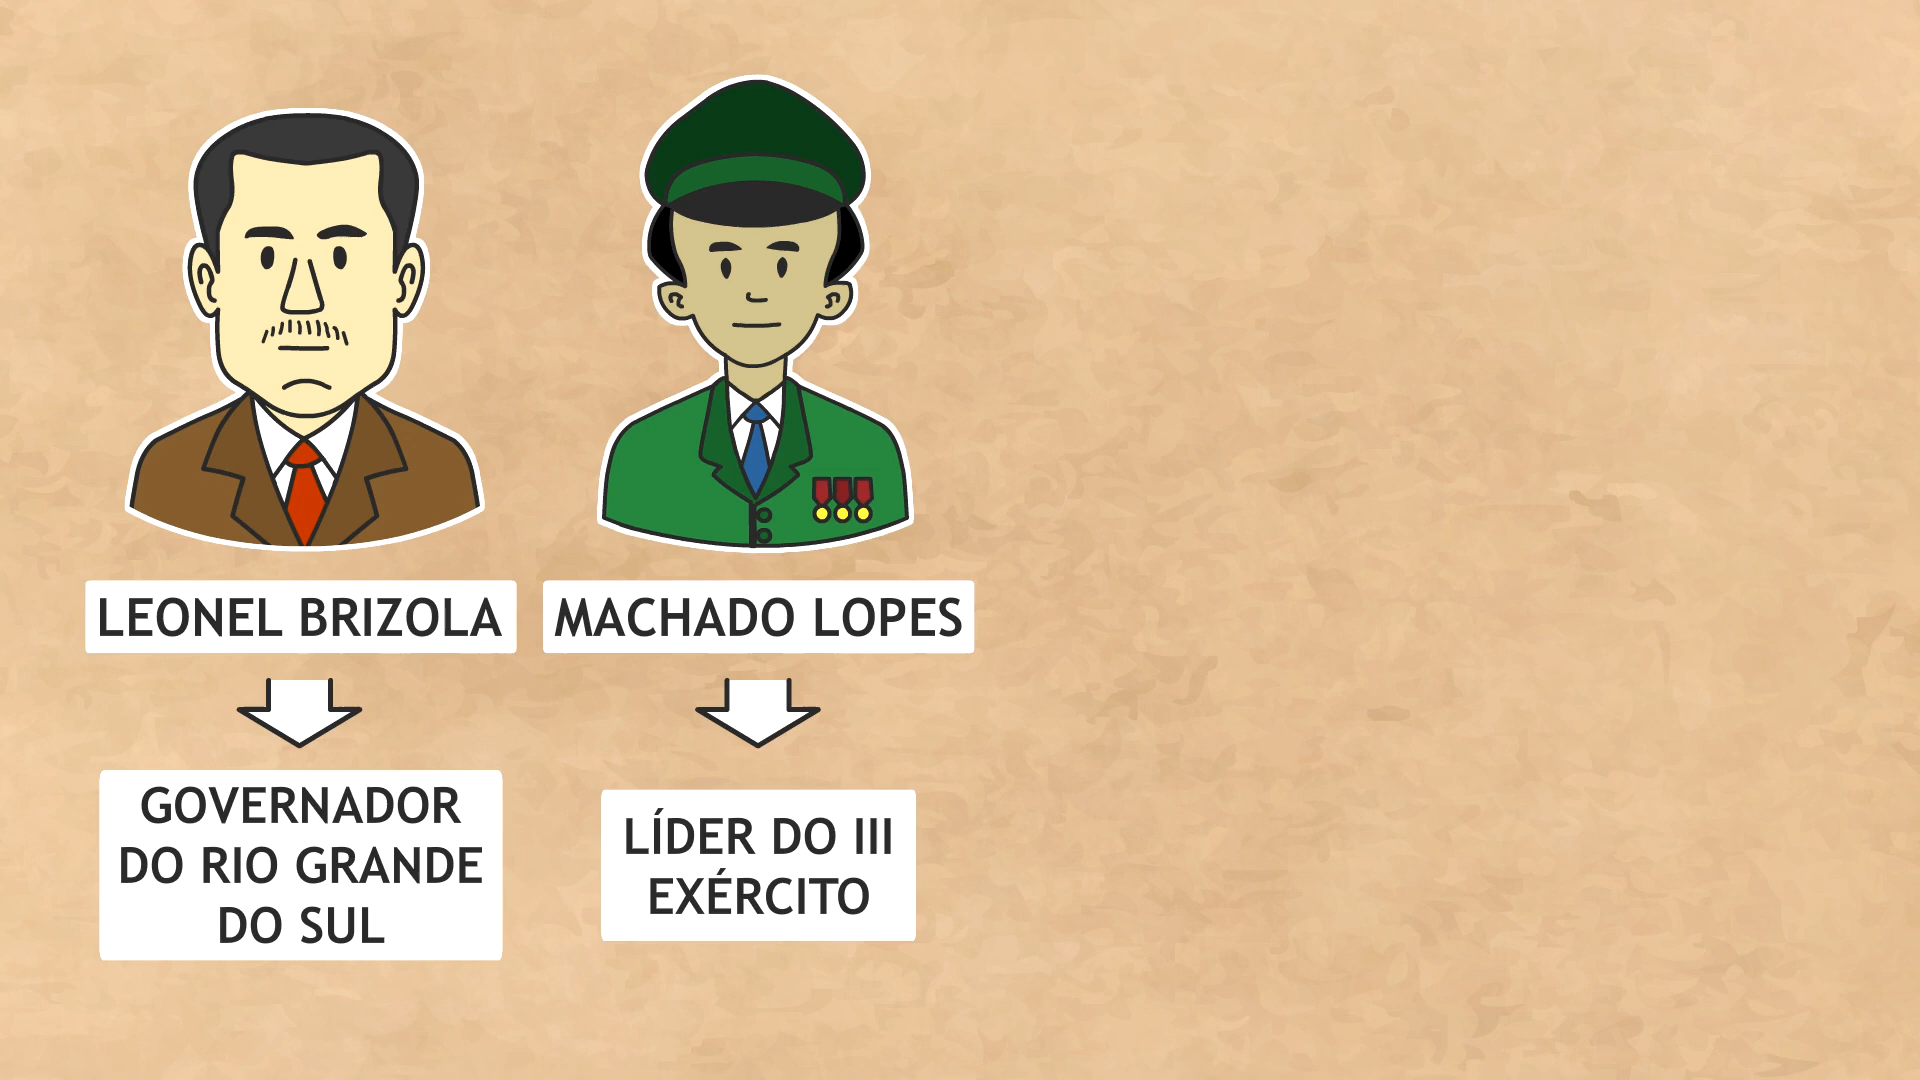 LEONEL BRIZOLA
GOVERNADOR
DO RIO GRANDE
DO SUL
MACHADO LOPES
LÍDER DO III
EXÉRCITO